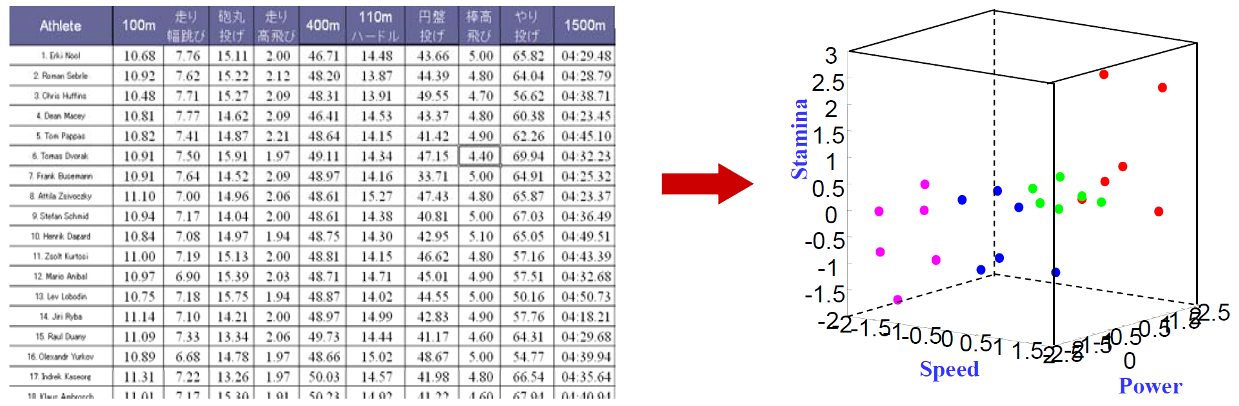 Athlete 100m 走り幅跳び 砲丸投げ 走り高飛び 400m 110mハードル 円盤投げ 棒高飛び やり投げ 1500m
1. Erki Nool 10.68 7.76 15.11 2.00 46.71 14.48 43.66 5.00 65.82 04:29.48
2. Roman Sebrle 10.92 7.62 15.22 2.12 48.20 13.87 44.39 4.80 64.04 04:28.79
3. Chris Huffins 10.48 7.71 15.27 2.09 48.31 13.91 49.55 4.70 56.62 04:38.71
4. Dean Macey 10.81 7.77 14.62 2.09 46.41 14.53 43.37 4.80 60.38 04:23.45
5. Tom Pappas 10.82 7.41 14.87 2.21 48.64 14.15 41.42 4.90 62.26 04:45.10
6. Tomas Dvorak 10.91 7.50 15.91 1.97 49.11 14.34 47.15 4.40 69.94 04:32.23
7. Frank Busemann 10.91 7.64 14.52 2.09 48.97 14.16 33.71 5.00 64.91 04:25.32
8. Attila Zsivoczky 11.10 7.00 14.96 2.06 48.61 15.27 47.43 4.80 65.87 04:23.37
9. Stefan Schmid 10.94 7.17 14.04 2.00 48.61 14.38 40.81 5.00 67.03 04:36.49
10. Henrik Dagard 10.84 7.08 14.97 1.94 48.75 14.30 42.95 5.10 65.05 04:49.51
11. Zsolt Kurtosi 11.00 7.19 15.13 2.00 48.81 14.15 46.62 4.80 57.16 04:43.39
12. Mario Anibal 10.97 6.90 15.39 2.03 48.71 14.71 45.01 4.90 57.51 04:32.68
13. Lev Lobodin 10.75 7.18 15.75 1.94 48.87 14.02 44.55 5.00 50.16 04:50.73
14. Jiri Ryba 11.14 7.10 14.21 2.00 48.97 14.99 42.83 4.90 57.76 04:18.21
15. Raul Duany 11.09 7.33 13.34 2.06 49.73 14.44 41.17 4.60 64.31 04:29.68
16. Olexandr Yurkov 10.89 6.68 14.78 1.97 48.66 15.02 48.67 5.00 54.77 04:39.94
17. Indrek Kaseorg 11.31 7.22 13.26 1.97 50.03 14.57 41.98 4.80 66.54 04:35.64
18. Klaus Ambrosch 11.01 7.17 15.30 1.91 50.23 14.92 41.22 4.60 67.94 04:40.94
Stamina
3
2.5
2
1.5
1
0.5
0
-0.5
-1
-1.5
-2
-2 -1.5 -1 -0.5 0 0.5 1 1.5 2 2.5
Speed
-2 -1.5 -1 -0.5 0 0.5 1 1.5 2 2.5
Power